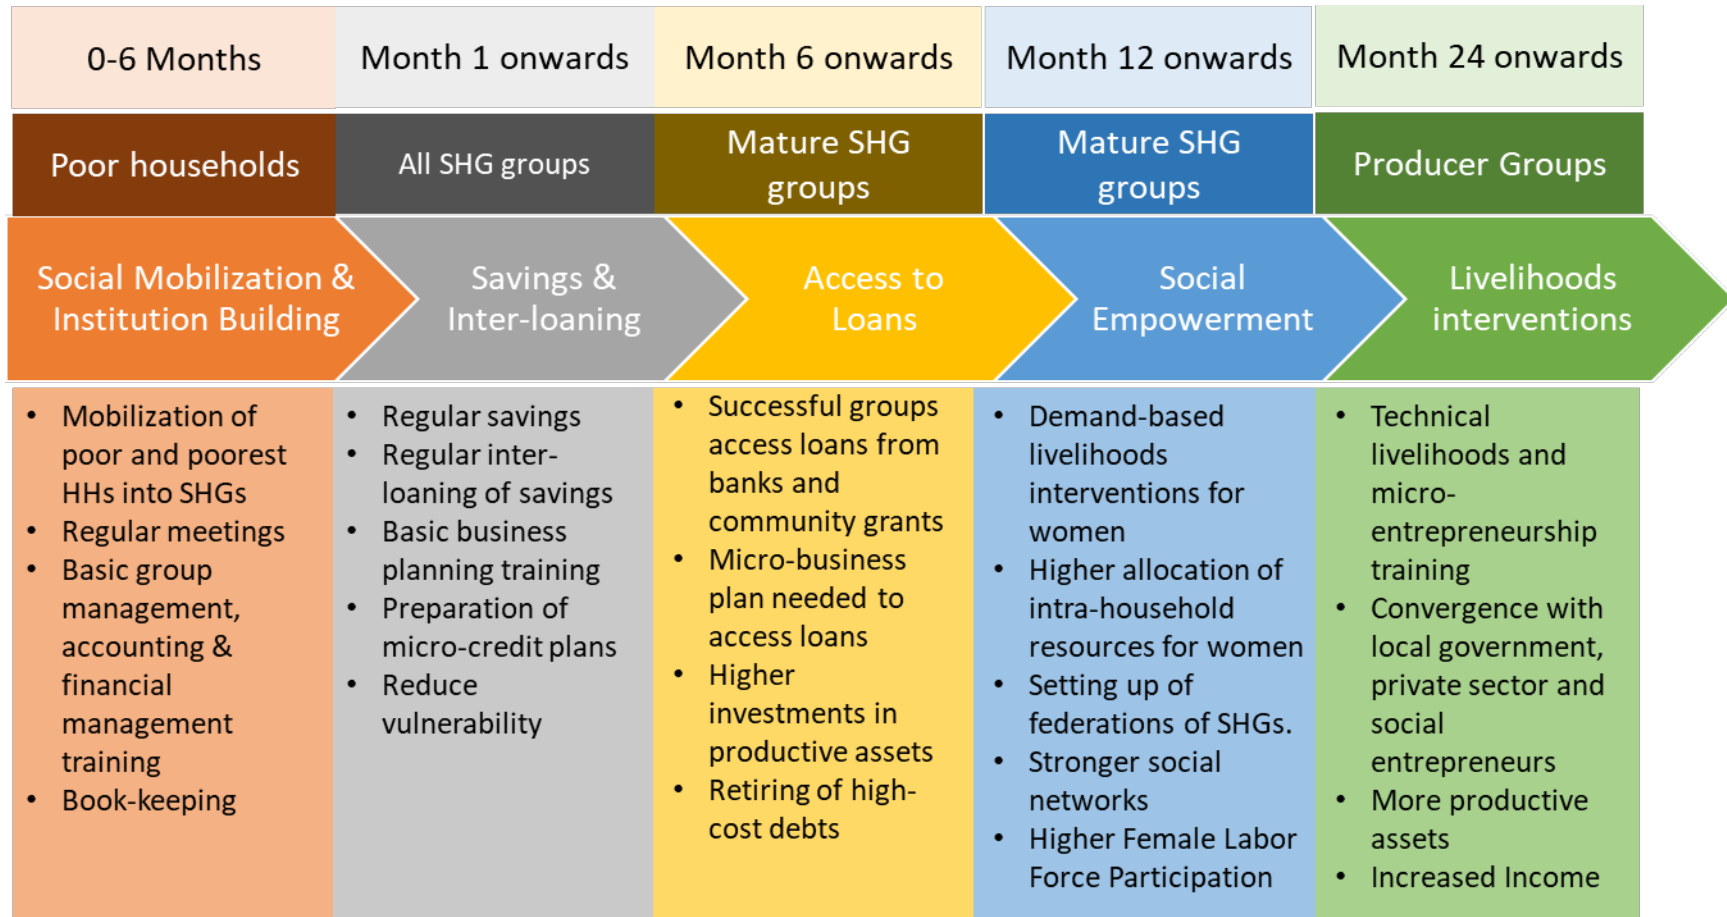 0-6 Months
Month 1 onwards
Month 6 onwards
Month 12 onwards
Month 24 onwards
Poor households
All SHG groups
Mature SHG
groups
Mature SHG
groups
Producer Groups
Social Mobilization &
Institution Building
Savings &
Inter-loaning
Access to
Loans
Social
Empowerment
Livelihoods
interventions
• Mobilization of
poor and poorest
HHs into SHGs
• Regular meetings
• Basic group
management,
accounting &
financial
management
training
• Book-keeping
• Regular savings
• Regular inter-
loaning of savings
• Basic business
planning training
• Preparation of
micro-credit plans
• Reduce
vulnerability
• Successful groups
access loans from
banks and
community grants
• Micro-business
plan needed to
access loans
• Higher
investments in
productive assets
• Retiring of high-
cost debts
• Demand-based
livelihoods
interventions for
women
• Higher allocation of
intra-household
resources for women
• Setting up of
federations of SHGs.
• Stronger social
networks
• Higher Female Labor
Force Participation
• Technical
livelihoods and
micro-
entrepreneurship
training
• Convergence with
local government,
private sector and
social
entrepreneurs
• More productive
assets
• Increased Income